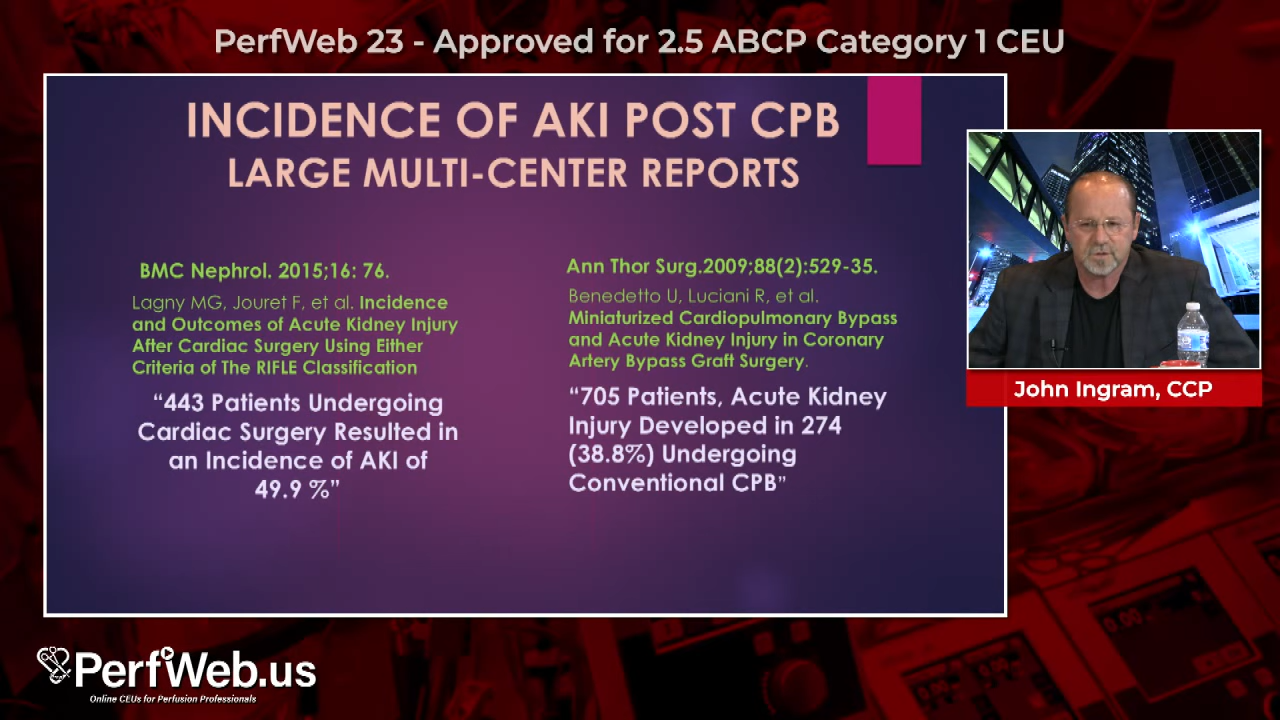 PerfWeb 23 - Approved for 2.5 ABCP Category 1 CEU
INCIDENCE OF AKI POST CPB
LARGE MULTI-CENTER REPORTS
BMC Nephrol. 2015;16: 76.
Lagny MG, Jouret F, et al. Incidence
and Outcomes of Acute Kidney Injury
After Cardiac Surgery Using Either
Criteria of The RIFLE Classification
“443 Patients Undergoing
Cardiac Surgery Resulted in
an Incidence of AKI of
49.9 %”
Ann Thor Surg.2009;88(2):529-35.
Benedetto U, Luciani R, et al.
Miniaturized Cardiopulmonary Bypass
and Acute Kidney Injury in Coronary
Artery Bypass Graft Surgery.
“705 Patients, Acute Kidney
Injury Developed in 274
(38.8%) Undergoing
Conventional CPB”
John Ingram, CCP
PerfWeb.us
Online CEUs for Perfusion Professionals